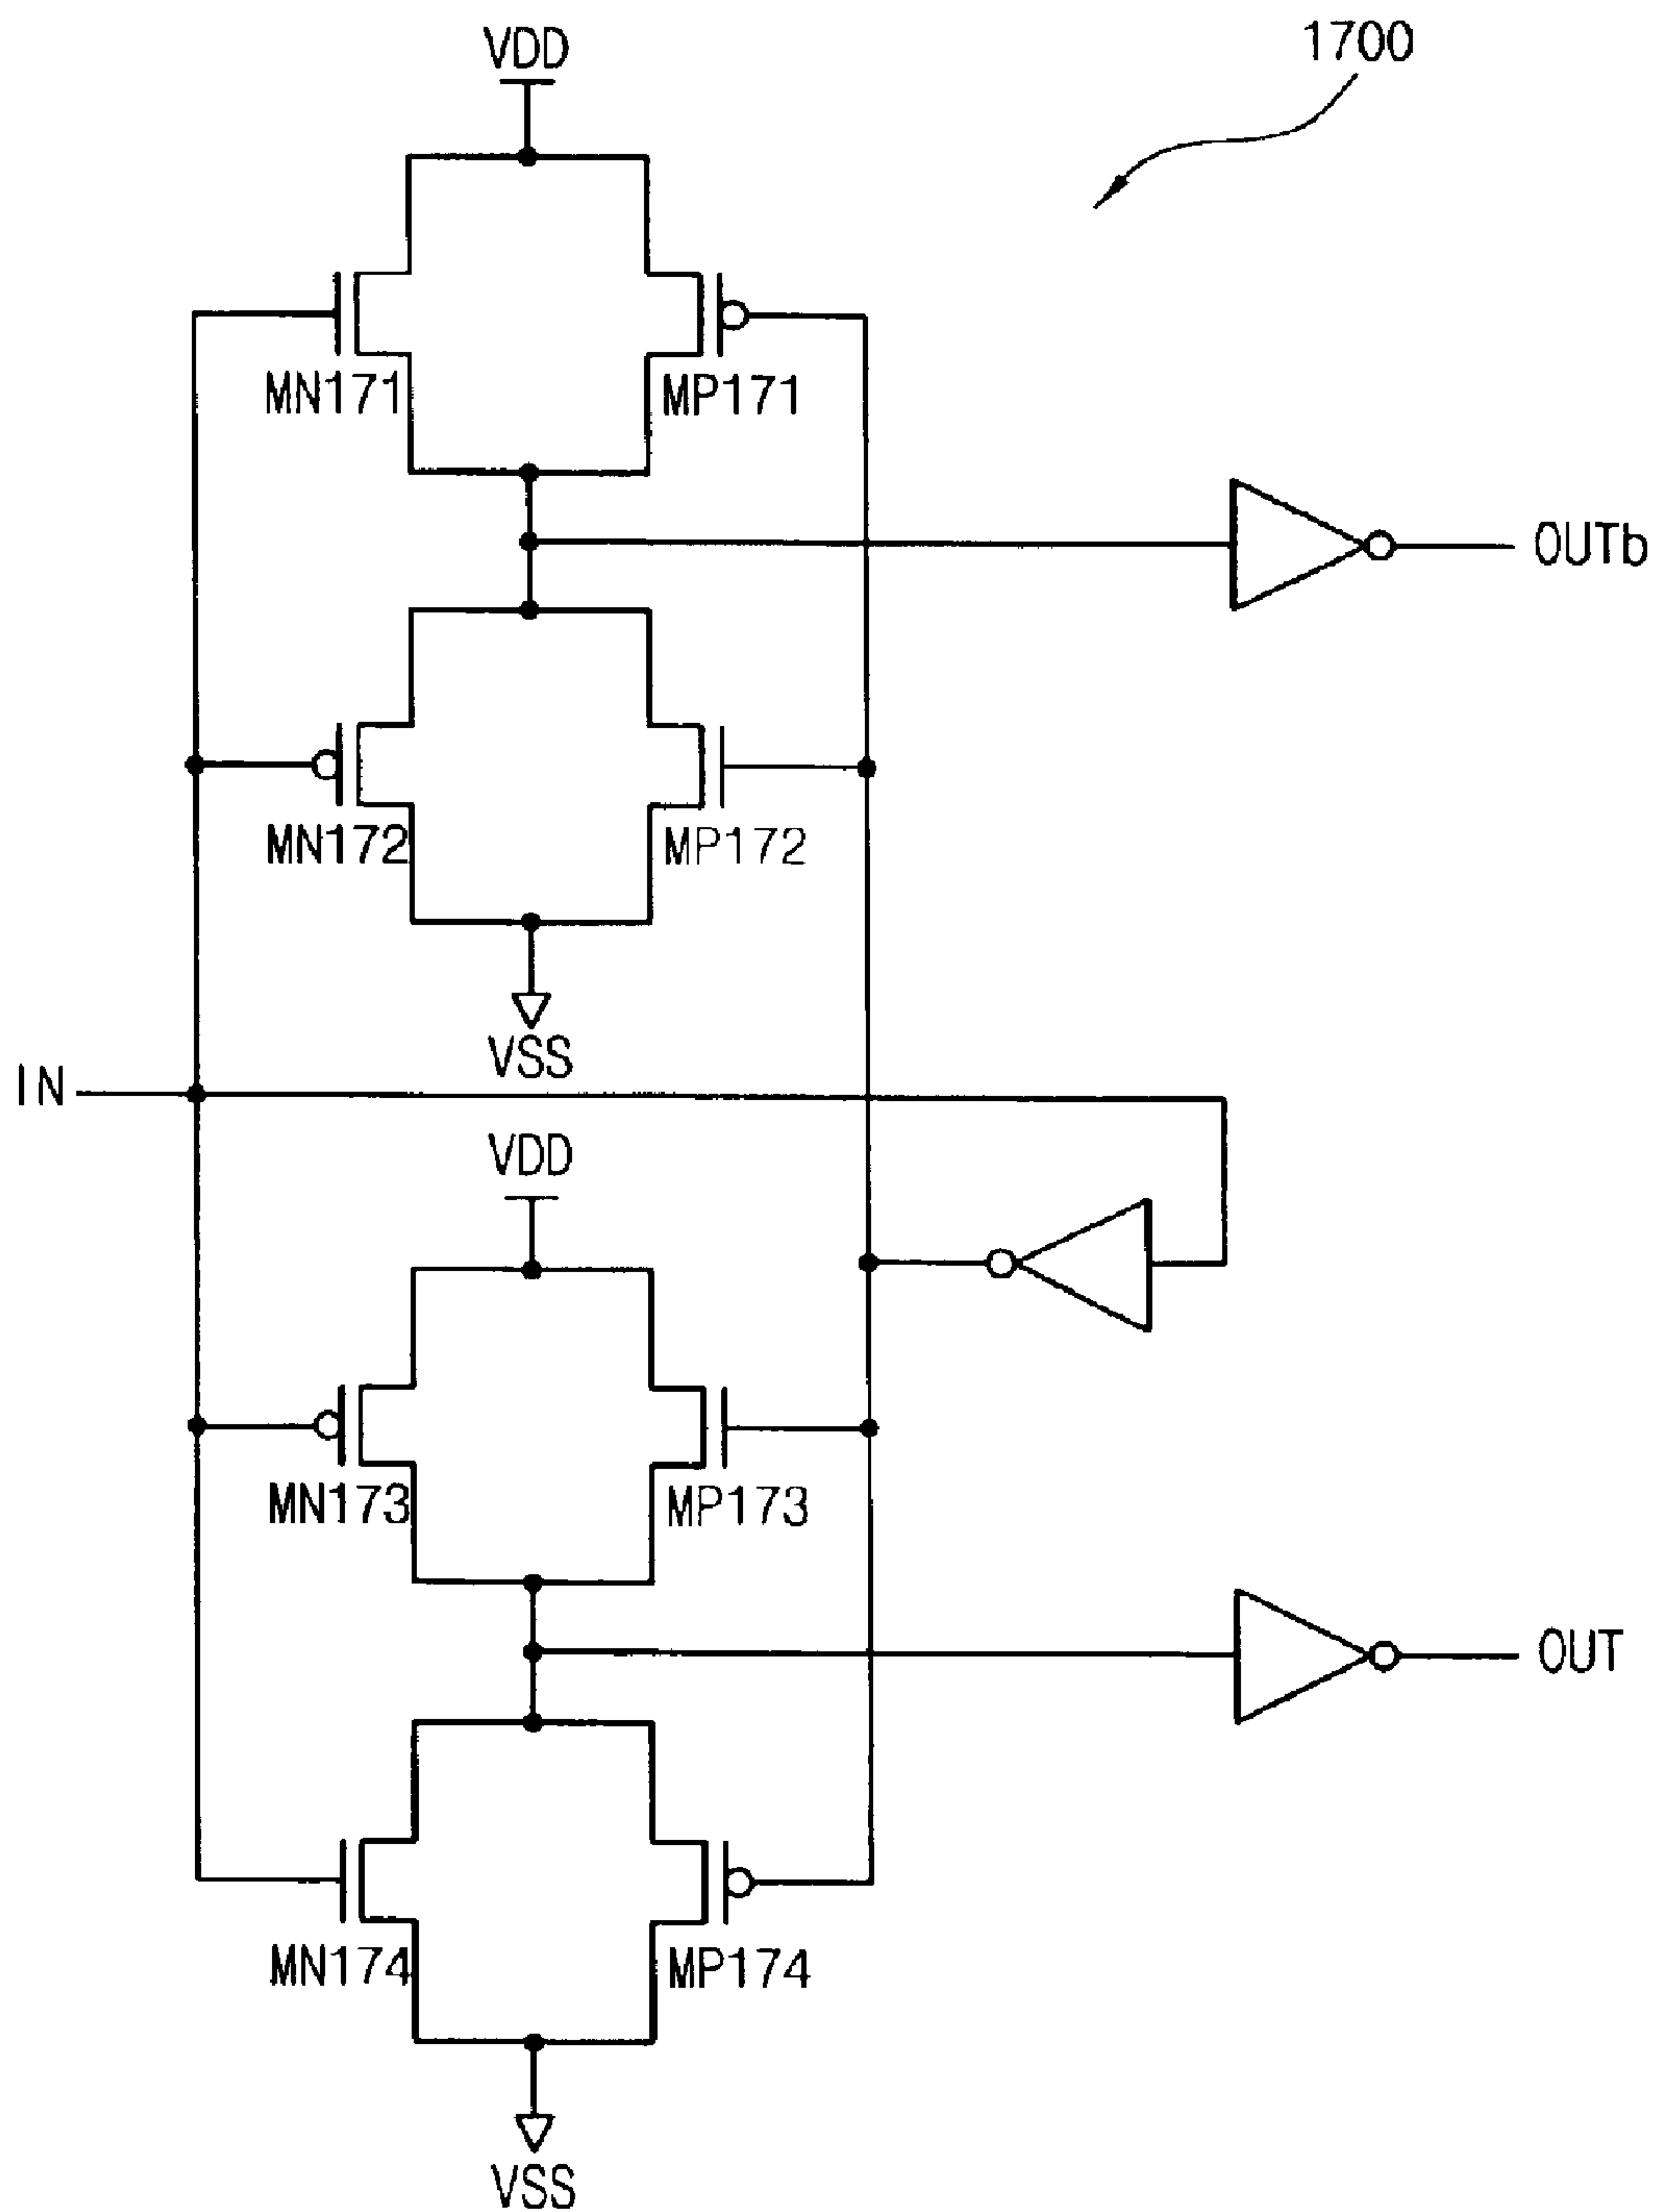 1700
VDD
MN171
MP171
OUTb
MN172
MP172
VSS
IN
VDD
MN173
MP173
OUT
MN174
MP174
VSS